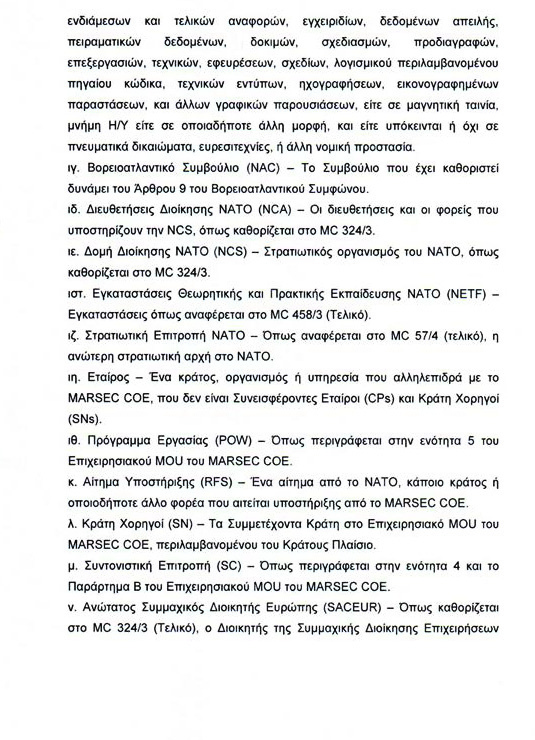 ενδιάμεσων και τελικών αναφορών, εγχειριδίων, δεδομένων απειλής,
πειραματικών δεδομένων, δοκιμών, σχεδιασμών, προδιαγραφών,
επεξεργασιών, τεχνικών, εφευρέσεων, σχεδίων, λογισμικού περιλαμβανομένου
πηγαίου κώδικα, τεχνικών εντύπων, ηχογραφήσεων, εικονογραφημένων
παραστάσεων, και άλλων γραφικών παρουσιάσεων, είτε σε μαγνητική ταινία,
μνήμη Η/Υ είτε σε οποιαδήποτε άλλη μορφή, και είτε υπόκεινται ή όχι σε
πνευματικά δικαιώματα, ευρεσιτεχνίες, ή άλλη νομική προστασία.
ιγ. Βορειοατλαντικό Συμβούλιο (NAC) – Το Συμβούλιο που έχει καθοριστεί
δυνάμει του Άρθρου 9 του Βορειοατλαντικού Συμφώνου.
ιδ. Διευθετήσεις Διοίκησης ΝΑΤΟ (NCA) – Οι διευθετήσεις και οι φορείς που
υποστηρίζουν την NCS, όπως καθορίζεται στο MC 324/3.
ιε. Δομή Διοίκησης ΝΑΤΟ (NCS) – Στρατιωτικός οργανισμός του ΝΑΤΟ, όπως
καθορίζεται στο MC 324/3.
ιστ. Εγκαταστάσεις Θεωρητικής και Πρακτικής Εκπαίδευσης ΝΑΤΟ (NETF) –
Εγκαταστάσεις όπως αναφέρεται στο MC 458/3 (Τελικό).
ιζ. Στρατιωτική Επιτροπή ΝΑΤΟ – Όπως αναφέρεται στο MC 57/4 (τελικό), η
ανώτερη στρατιωτική αρχή στο ΝΑΤΟ.
ιη. Εταίρος – Ένα κράτος, οργανισμός ή υπηρεσία που αλληλεπιδρά με το
MARSEC COE, που δεν είναι Συνεισφέροντες Εταίροι (CPs) και Κράτη Χορηγοί
(SNs).
ιθ. Πρόγραμμα Εργασίας (POW) – Όπως περιγράφεται στην ενότητα 5 του
Επιχειρησιακού MOU του MARSEC COE.
κ. Αίτημα Υποστήριξης (RFS) – Ένα αίτημα από το ΝΑΤΟ, κάποιο κράτος ή
οποιοδήποτε άλλο φορέα που αιτείται υποστήριξης από το MARSEC COE.
λ. Κράτη Χορηγοί (SN) – Τα Συμμετέχοντα Κράτη στο Επιχειρησιακό MOU του
MARSEC COE, περιλαμβανομένου του Κράτους Πλαίσιο.
μ. Συντονιστική Επιτροπή (SC) – Όπως περιγράφεται στην ενότητα 4 και το
Παράρτημα Β του Επιχειρησιακού MOU του MARSEC COE.
ν. Ανώτατος Συμμαχικός Διοικητής Ευρώπης (SACEUR) – Όπως καθορίζεται
στο MC 324/3 (Τελικό), ο Διοικητής της Συμμαχικής Διοίκησης Επιχειρήσεων